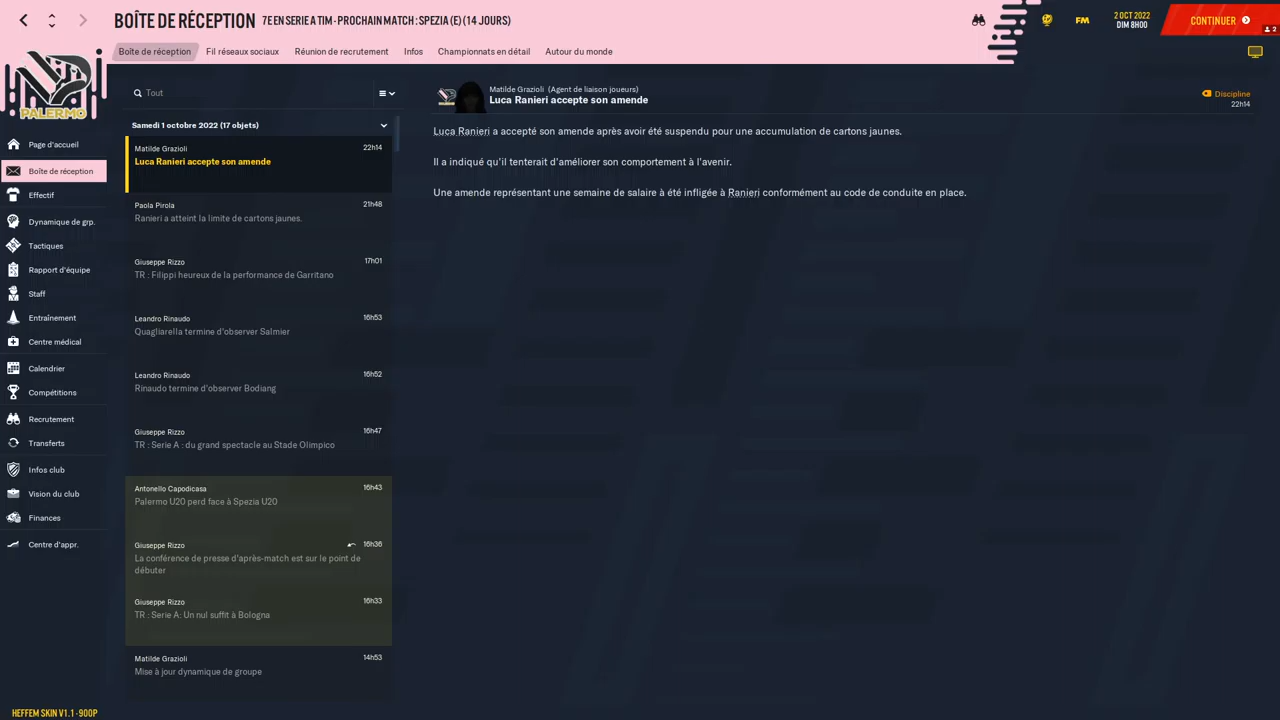 BOÎTE DE RÉCEPTION
7E EN SERIE A TIM - PROCHAIN MATCH : SPEZIA (E) (14 JOURS)
FM
2 OCT 2022
DIM 8H00
CONTINUER
2
Boîte de réception
Fil réseaux sociaux
Réunion de recrutement
Infos
Championnats en détail
Autour du monde
PALERMO
Page d'accueil
Boîte de réception
Effectif
Dynamique de grp.
Tactiques
Rapport d'équipe
Staff
Entraînement
Centre médical
Calendrier
Compétitions
Recrutement
Transferts
Infos club
Vision du club
Finances
Centre d'appr.
HEFFEM SKIN V1.1 - 900P
Tout
Samedi 1 octobre 2022 (17 objets)
Matilde Grazioli 22h14
Luca Ranieri accepte son amende
Paola Pirola 21h48
Ranieri a atteint la limite de cartons jaunes.
Giuseppe Rizzo 17h01
TR : Filippi heureux de la performance de Garritano
Leandro Rinaudo 16h53
Quagliarella termine d'observer Salmier
Leandro Rinaudo 16h52
Rinaudo termine d'observer Bodiang
Giuseppe Rizzo 16h47
TR : Serie A : du grand spectacle au Stade Olimpico
Antonello Capodicasa 16h43
Palermo U20 perd face à Spezia U20
Giuseppe Rizzo 16h36
La conférence de presse d'après-match est sur le point de
débuter
Giuseppe Rizzo 16h33
TR : Serie A: Un nul suffit à Bologna
Matilde Grazioli 14h53
Mise à jour dynamique de groupe
Matilde Grazioli (Agent de liaison joueurs)
Luca Ranieri accepte son amende
Discipline
22h14
Luca Ranieri a accepté son amende après avoir été suspendu pour une accumulation de cartons jaunes.
Il a indiqué qu'il tenterait d'améliorer son comportement à l'avenir.
Une amende représentant une semaine de salaire à été infligée à Ranieri conformément au code de conduite en place.